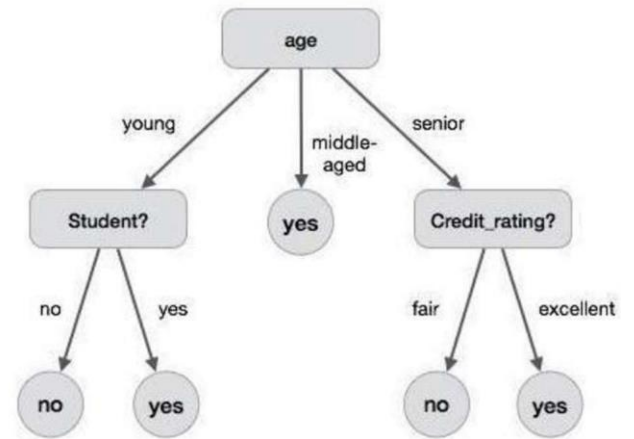 age
young
middle-
aged
senior
Student?
yes
Credit_rating?
no
yes
fair
excellent
no
yes
no
yes